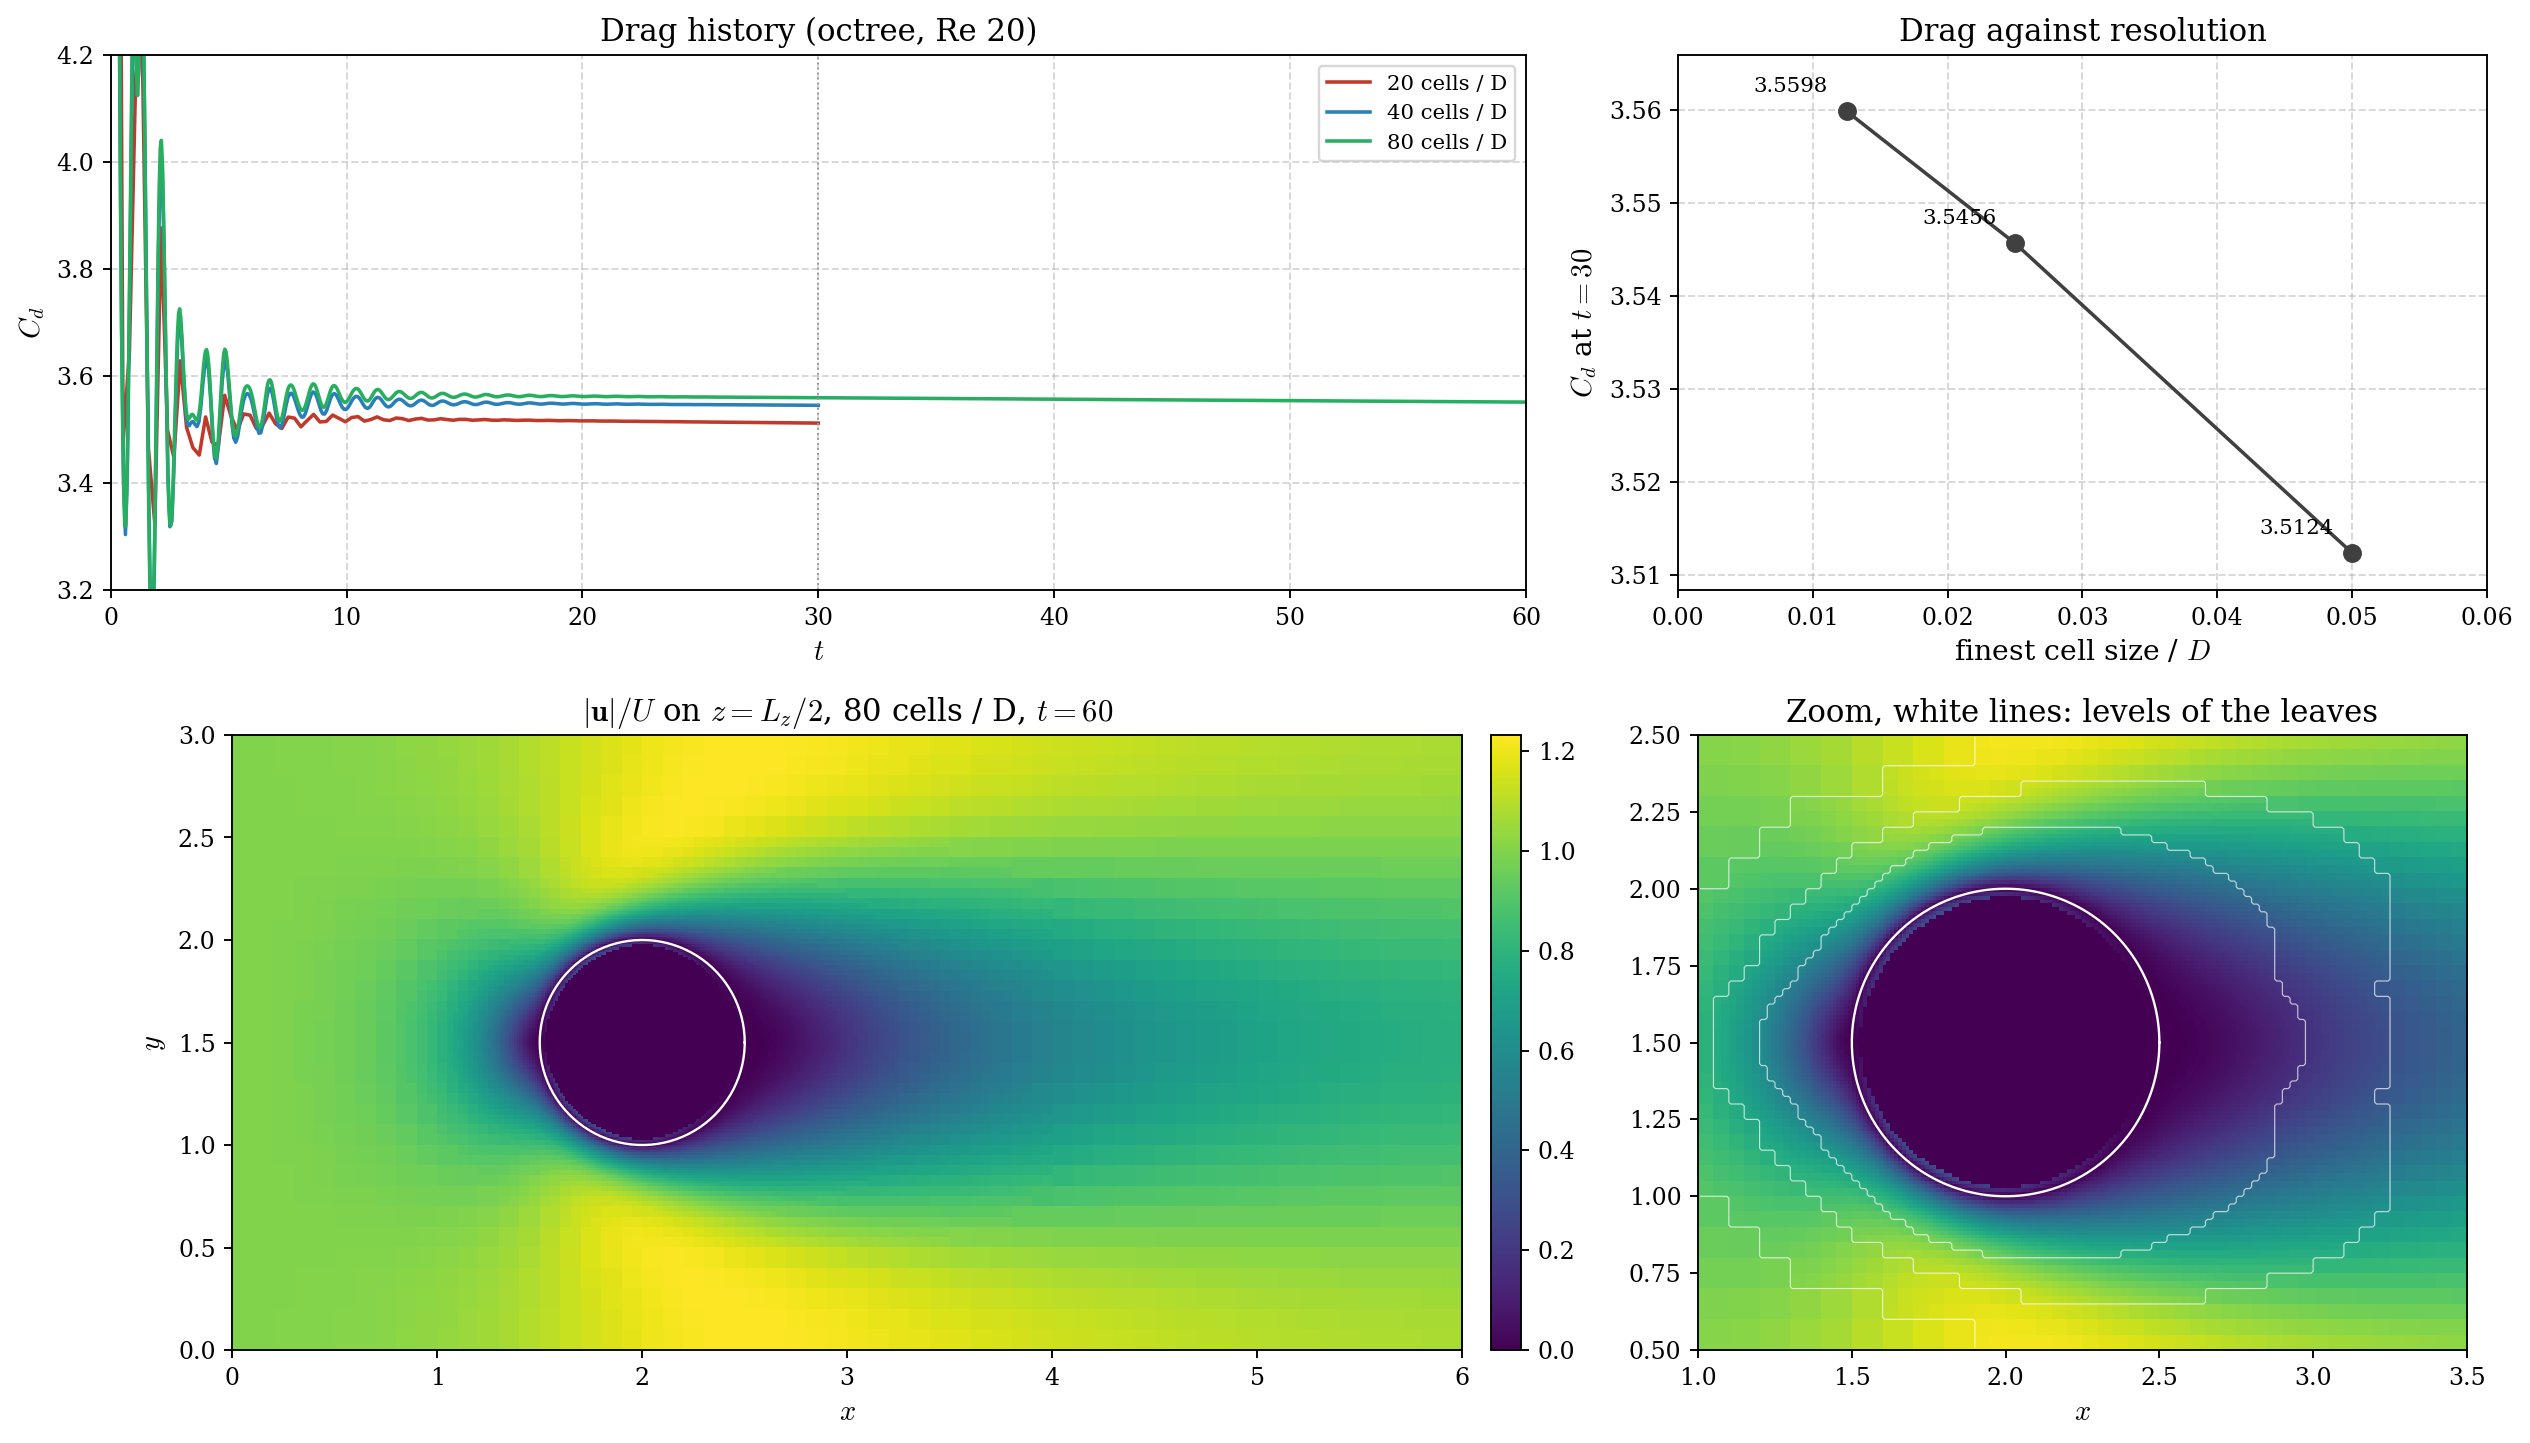 Drag history (octree, Re 20)
4.2
4.0
3.8
3.6
3.4
3.2
C_d
0 10 20 30 40 50 60
t
20 cells / D
40 cells / D
80 cells / D
Drag against resolution
3.56
3.55
3.54
3.53
3.52
3.51
C_d at t = 30
3.5598
3.5456
3.5124
0.00 0.01 0.02 0.03 0.04 0.05 0.06
finest cell size / D
|u|/U on z = L_z/2, 80 cells / D, t = 60
3.0
2.5
2.0
1.5
1.0
0.5
0.0
y
0 1 2 3 4 5 6
x
1.2
1.0
0.8
0.6
0.4
0.2
0.0
Zoom, white lines: levels of the leaves
2.50
2.25
2.00
1.75
1.50
1.25
1.00
0.75
0.50
1.0 1.5 2.0 2.5 3.0 3.5
x